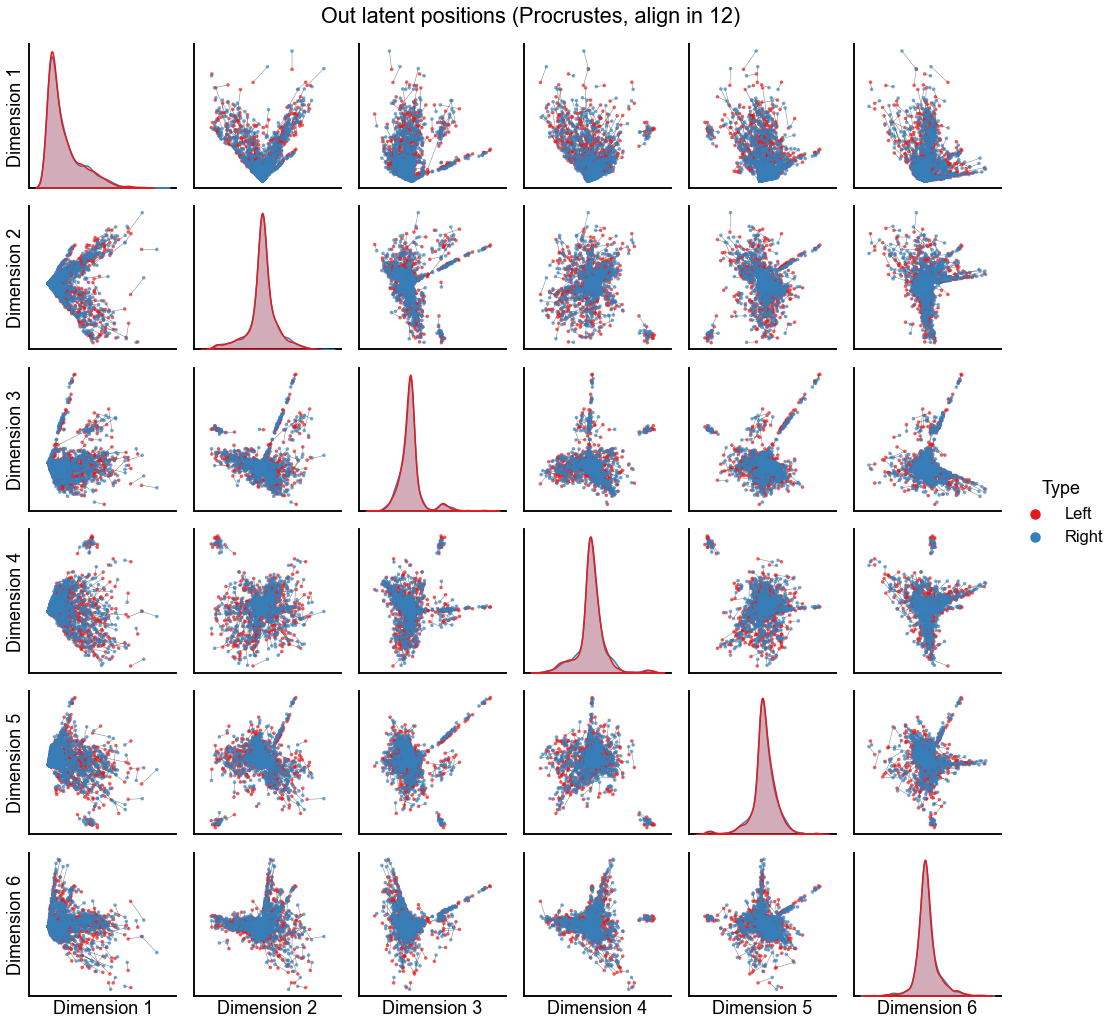 Out latent positions (Procrustes, align in 12)
Dimension 1
Dimension 2
Dimension 3
Dimension 4
Dimension 5
Dimension 6
Type
Left
Right
Dimension 1
Dimension 2
Dimension 3
Dimension 4
Dimension 5
Dimension 6